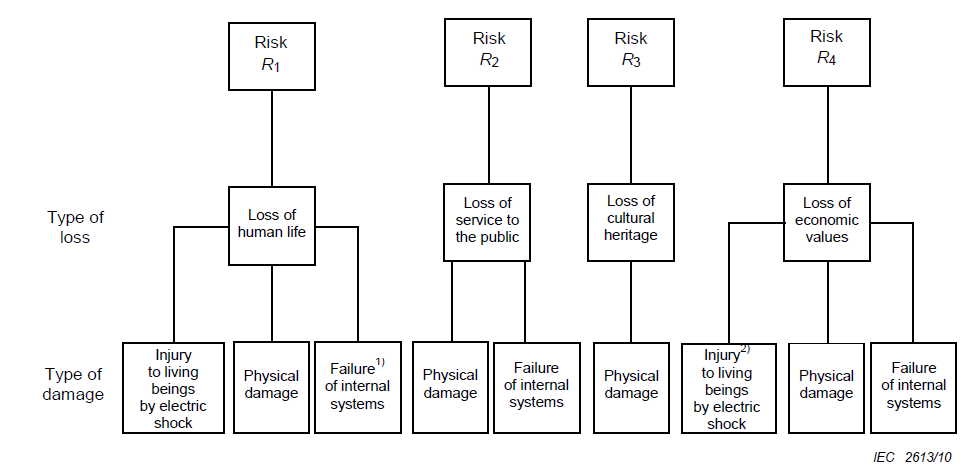 Risk
R1
Risk
R2
Risk
R3
Risk
R4
Type of
loss
Loss of
human life
Loss of
service to
the public
Loss of
cultural
heritage
Loss of
economic
values
Type of
damage
Injury
to living
beings
by electric
shock
Physical
damage
Failure1)
of internal
systems
Physical
damage
Failure
of internal
systems
Physical
damage
Injury2)
to living
beings
by electric
shock
Physical
damage
Failure
of internal
systems
IEC 2613/10